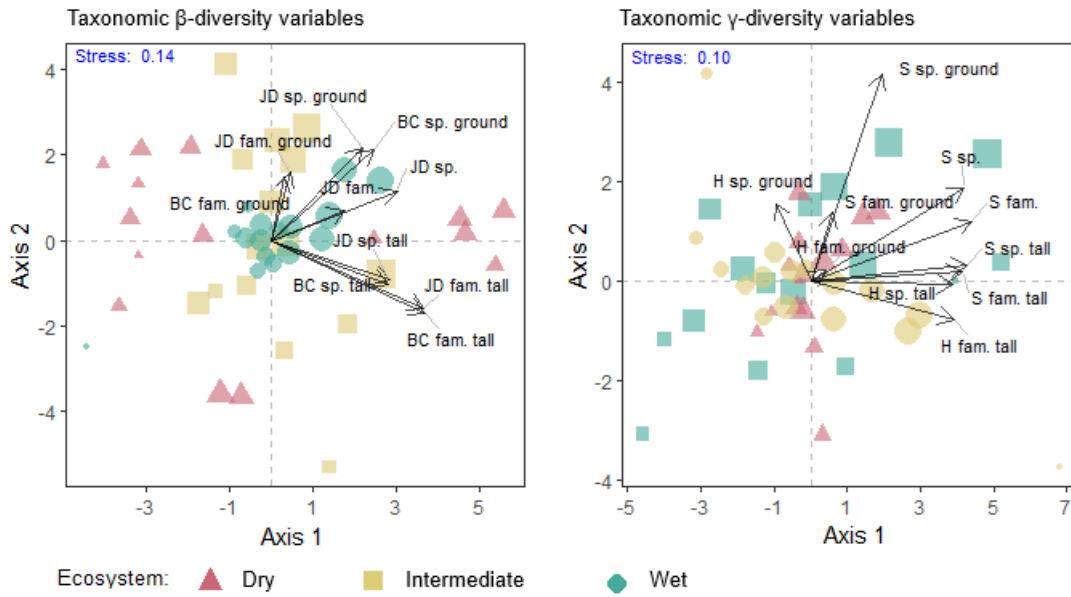 Taxonomic β-diversity variables
Stress: 0.14
JD sp. ground
BC sp. ground
JD fam. ground
JD sp.
JD fam.
BC fam. ground
JD sp. tall
BC sp. tall
JD fam. tall
BC fam. tall
Axis 2
4
2
0
-2
-4
-3
-1
1
3
5
Axis 1
Taxonomic γ-diversity variables
Stress: 0.10
S sp. ground
S sp.
H sp. ground
S fam. ground
S fam.
H fam. ground
S sp. tall
H sp. tall
S fam. tall
H fam. tall
Axis 2
4
2
0
-2
-4
-5
-3
-1
1
3
5
7
Axis 1
Ecosystem: Dry Intermediate Wet